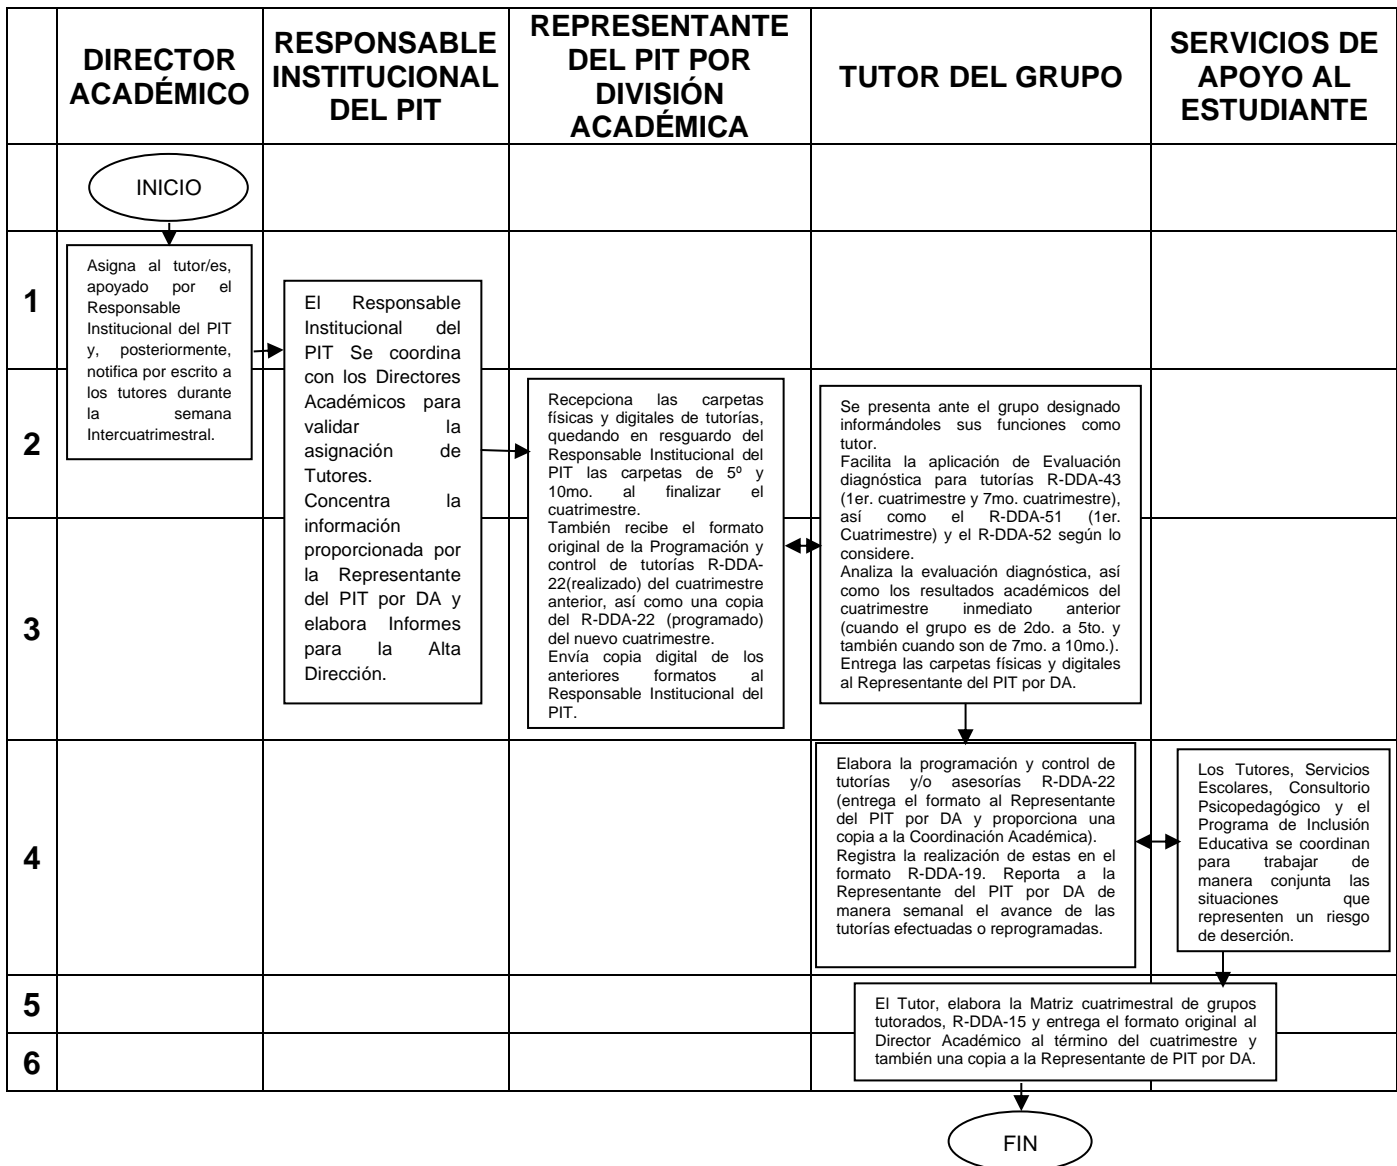 DIRECTOR
ACADÉMICO
RESPONSABLE
INSTITUCIONAL
DEL PIT
REPRESENTANTE
DEL PIT POR
DIVISIÓN
ACADÉMICA
TUTOR DEL GRUPO
SERVICIOS DE
APOYO AL
ESTUDIANTE
INICIO
1
2
3
4
5
6
Asigna al tutor/es,
apoyado por el
Responsable
Institucional del PIT
y, posteriormente,
notifica por escrito a
los tutores durante
la semana
Intercuatrimestral.
El Responsable
Institucional del
PIT Se coordina
con los Directores
Académicos para
validar la
asignación de
Tutores.
Concentra la
información
proporcionada por
la Representante
del PIT por DA y
elabora Informes
para la Alta
Dirección.
Recepciona las carpetas
físicas y digitales de tutorías,
quedando en resguardo del
Responsable Institucional del
PIT las carpetas de 5º y
10mo. al finalizar el
cuatrimestre.
También recibe el formato
original de la Programación y
control de tutorías R-DDA-
22(realizado) del cuatrimestre
anterior, así como una copia
del R-DDA-22 (programado)
del nuevo cuatrimestre.
Envía copia digital de los
anteriores formatos al
Responsable Institucional del
PIT.
Se presenta ante el grupo designado
informándoles sus funciones como
tutor.
Facilita la aplicación de Evaluación
diagnóstica para tutorías R-DDA-43
(1er. cuatrimestre y 7mo. cuatrimestre),
así como el R-DDA-51 (1er.
Cuatrimestre) y el R-DDA-52 según lo
considere.
Analiza la evaluación diagnóstica, así
como los resultados académicos del
cuatrimestre inmediato anterior
(cuando el grupo es de 2do. a 5to. y
también cuando son de 7mo. a 10mo.).
Entrega las carpetas físicas y digitales
al Representante del PIT por DA.
Elabora la programación y control de
tutorías y/o asesorías R-DDA-22
(entrega el formato al Representante
del PIT por DA y proporciona una
copia a la Coordinación Académica).
Registra la realización de estas en el
formato R-DDA-19. Reporta a la
Representante del PIT por DA de
manera semanal el avance de las
tutorías efectuadas o reprogramadas.
Los Tutores, Servicios
Escolares, Consultorio
Psicopedagógico y el
Programa de Inclusión
Educativa se coordinan
para trabajar de
manera conjunta las
situaciones que
representen un riesgo
de deserción.
El Tutor, elabora la Matriz cuatrimestral de grupos
tutorados, R-DDA-15 y entrega el formato original al
Director Académico al término del cuatrimestre y
también una copia a la Representante de PIT por DA.
FIN